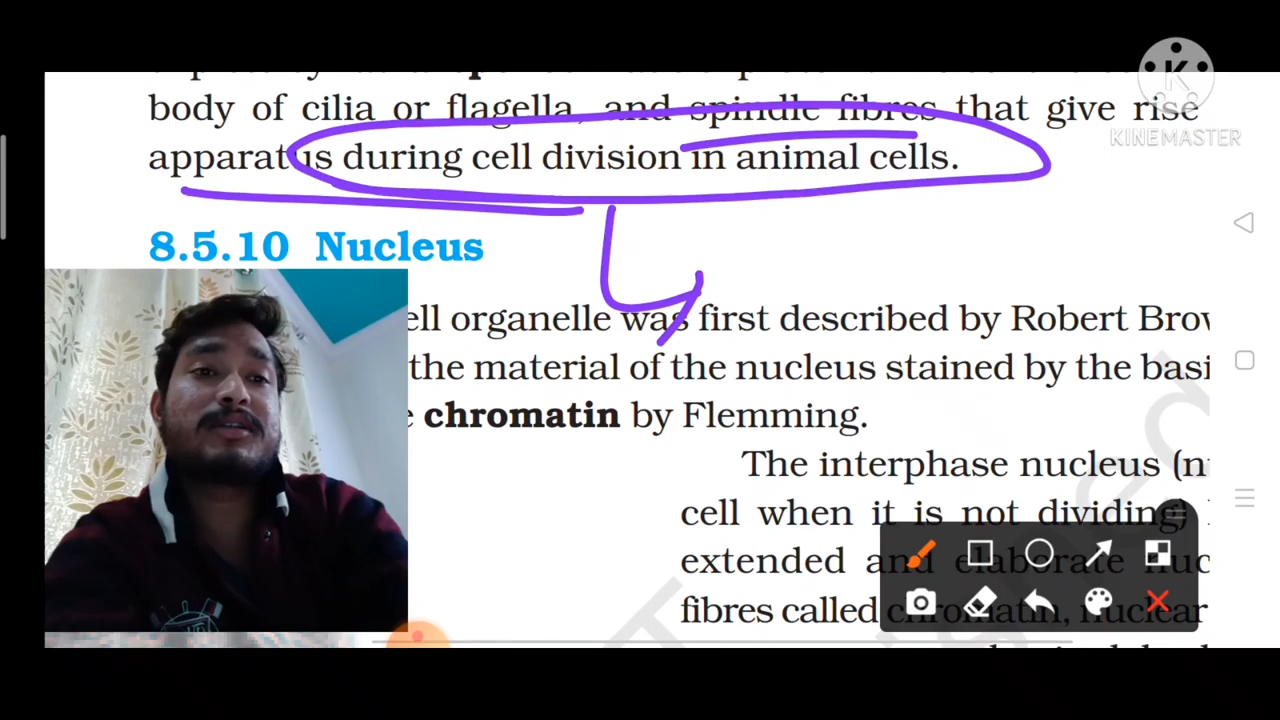 body of cilia or flagella, and spindle fibres that give rise
apparatus during cell division in animal cells.
8.5.10 Nucleus
ell organelle was first described by Robert Brow
the material of the nucleus stained by the basi
chromatin by Flemming.
The interphase nucleus (n
cell when it is not dividing)
extended and elaborate nuc
fibres called chromatin, nuclear
KINEMASTER